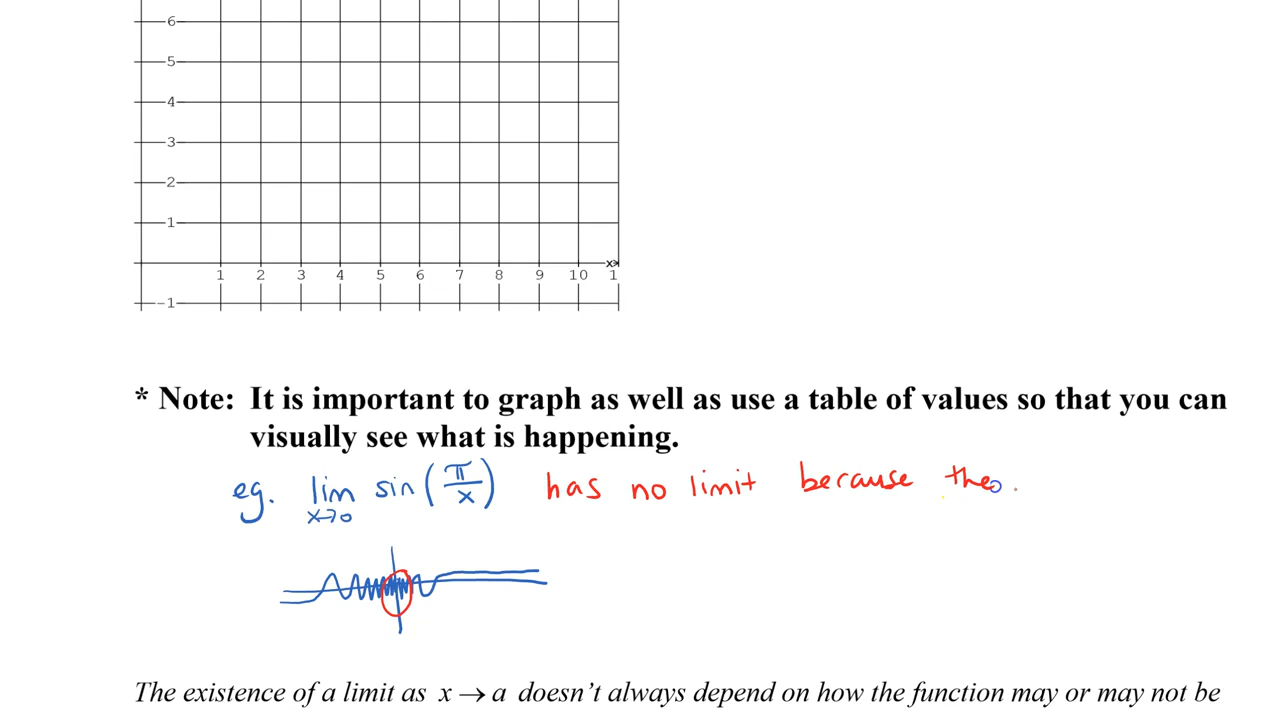 6
5
4
3
2
1
x
1 2 3 4 5 6 7 8 9 10 1
-1
* Note: It is important to graph as well as use a table of values so that you can
visually see what is happening.
eg. lim x→0 sin(π/x) has no limit because the
The existence of a limit as x → a doesn't always depend on how the function may or may not be